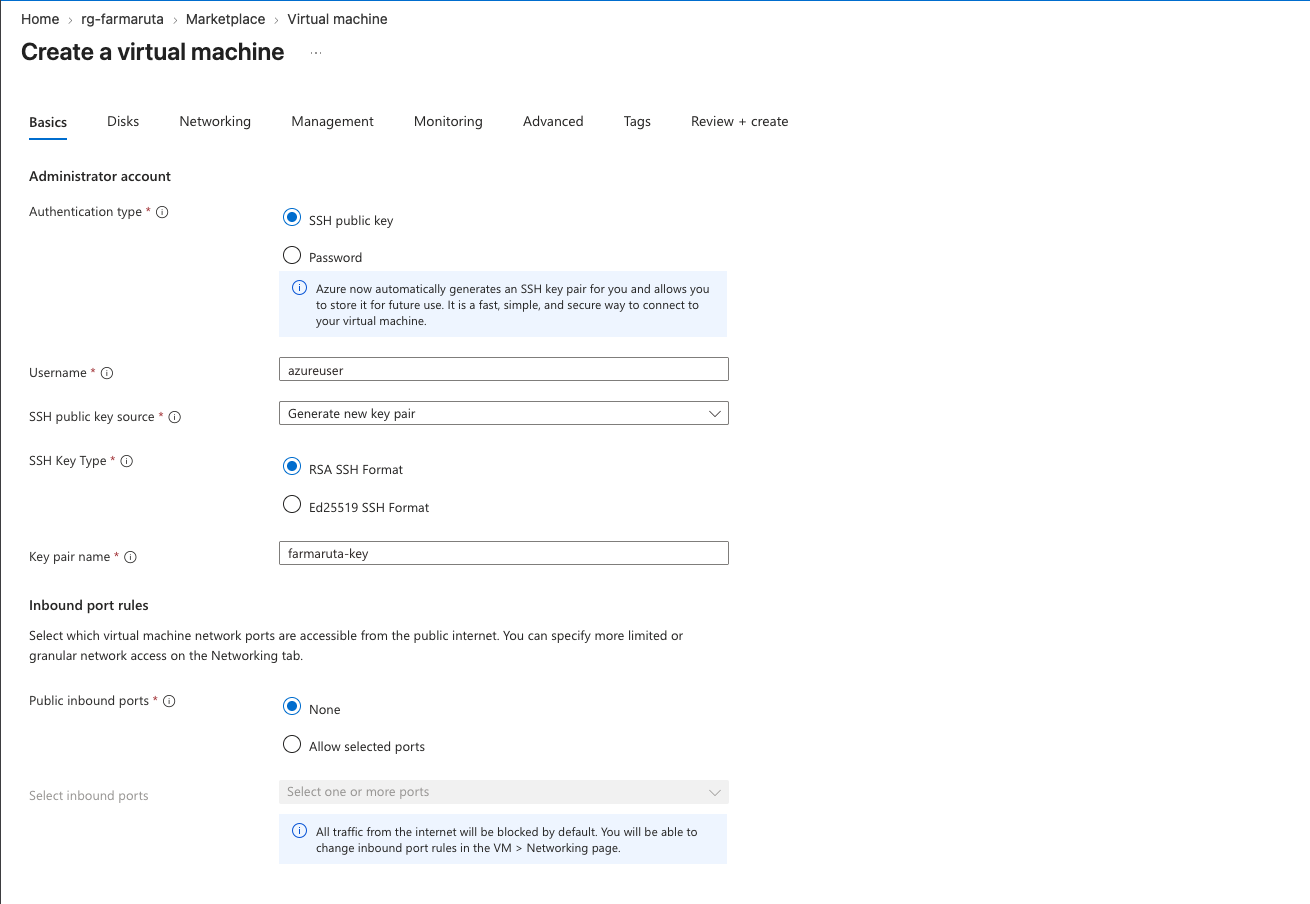 Home > rg-farmaruta > Marketplace > Virtual machine
Create a virtual machine ...
Basics Disks Networking Management Monitoring Advanced Tags Review + create
Administrator account
Authentication type *
SSH public key
Password
Azure now automatically generates an SSH key pair for you and allows you
to store it for future use. It is a fast, simple, and secure way to connect to
your virtual machine.
Username *
azureuser
SSH public key source *
Generate new key pair
SSH Key Type *
RSA SSH Format
Ed25519 SSH Format
Key pair name *
farmaruta-key
Inbound port rules
Select which virtual machine network ports are accessible from the public internet. You can specify more limited or
granular network access on the Networking tab.
Public inbound ports *
None
Allow selected ports
Select inbound ports
Select one or more ports
All traffic from the internet will be blocked by default. You will be able to
change inbound port rules in the VM > Networking page.